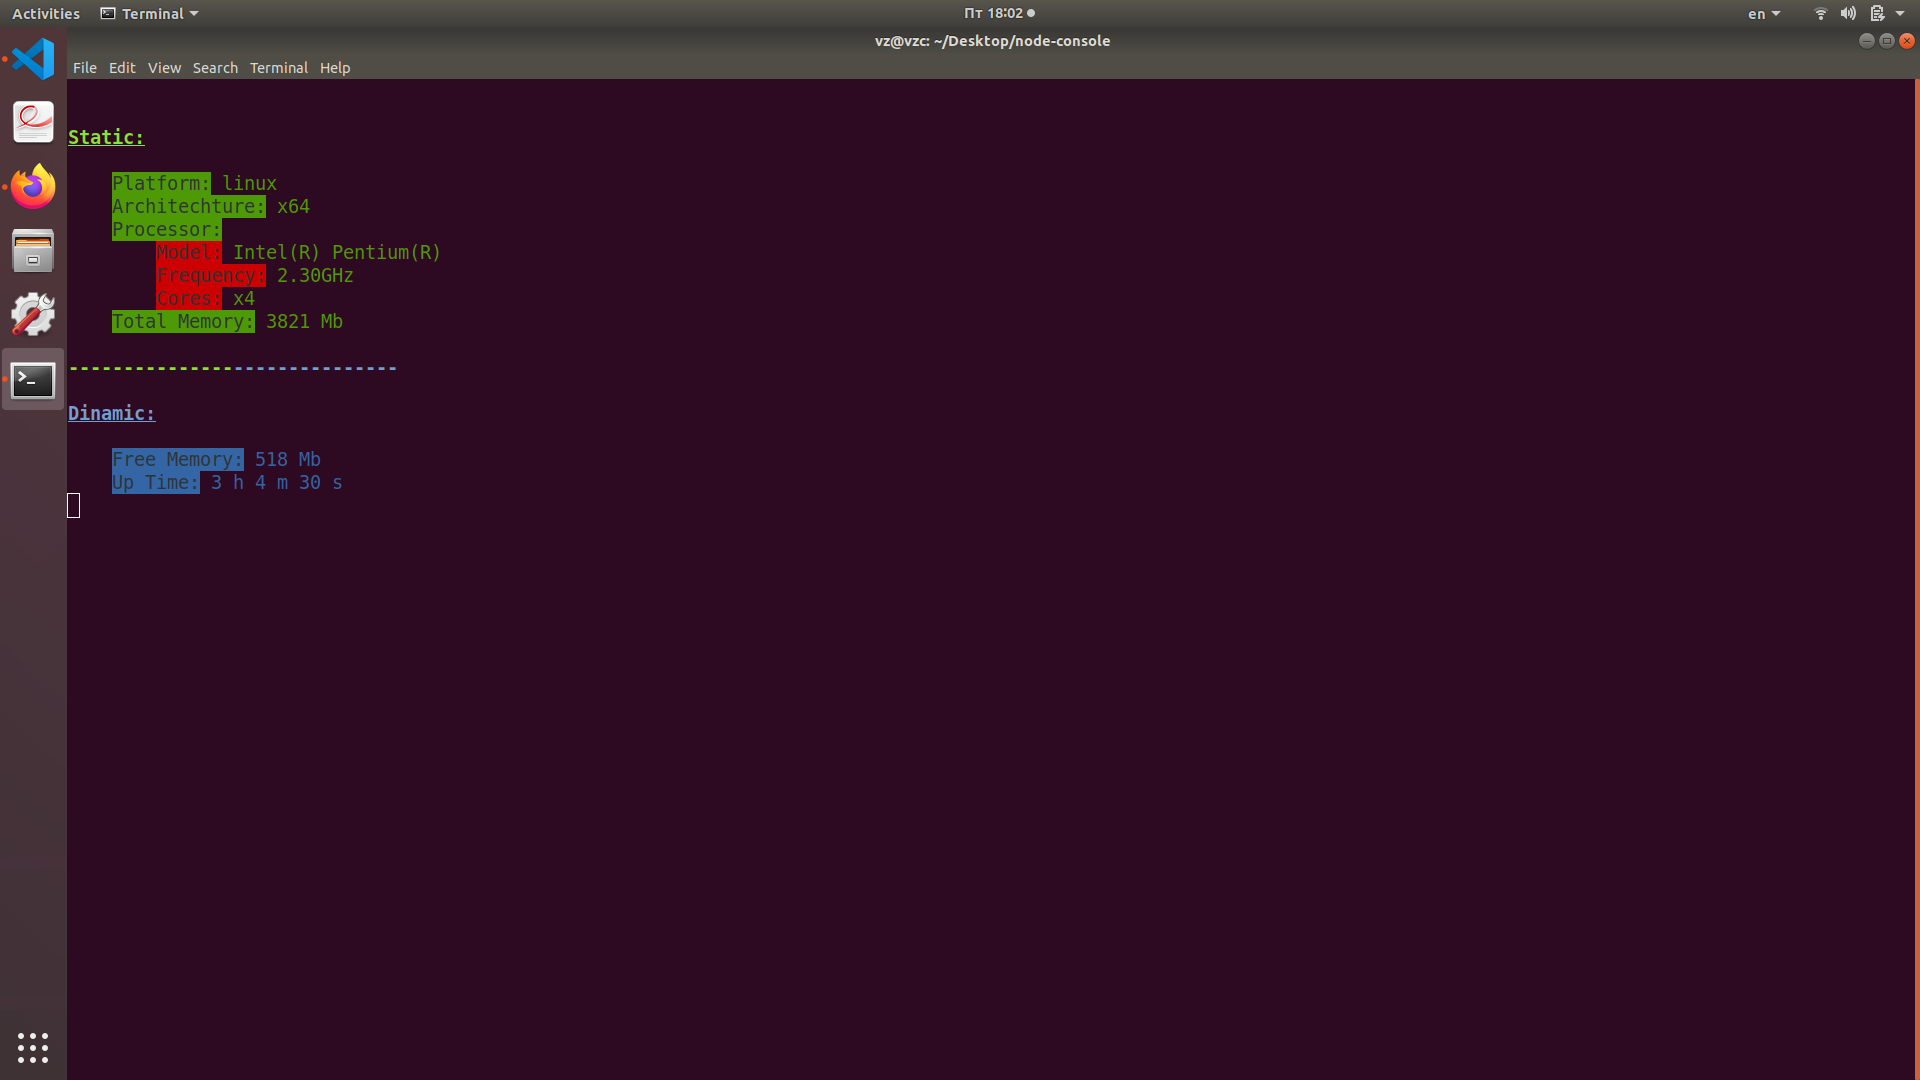 Activities Terminal Пт 18:02 en
vz@vzc: ~/Desktop/node-console
File Edit View Search Terminal Help
Static:
Platform: linux
Architechture: x64
Processor:
Model: Intel(R) Pentium(R)
Frequency: 2.30GHz
Cores: x4
Total Memory: 3821 Mb
------------------------------
Dinamic:
Free Memory: 518 Mb
Up Time: 3 h 4 m 30 s